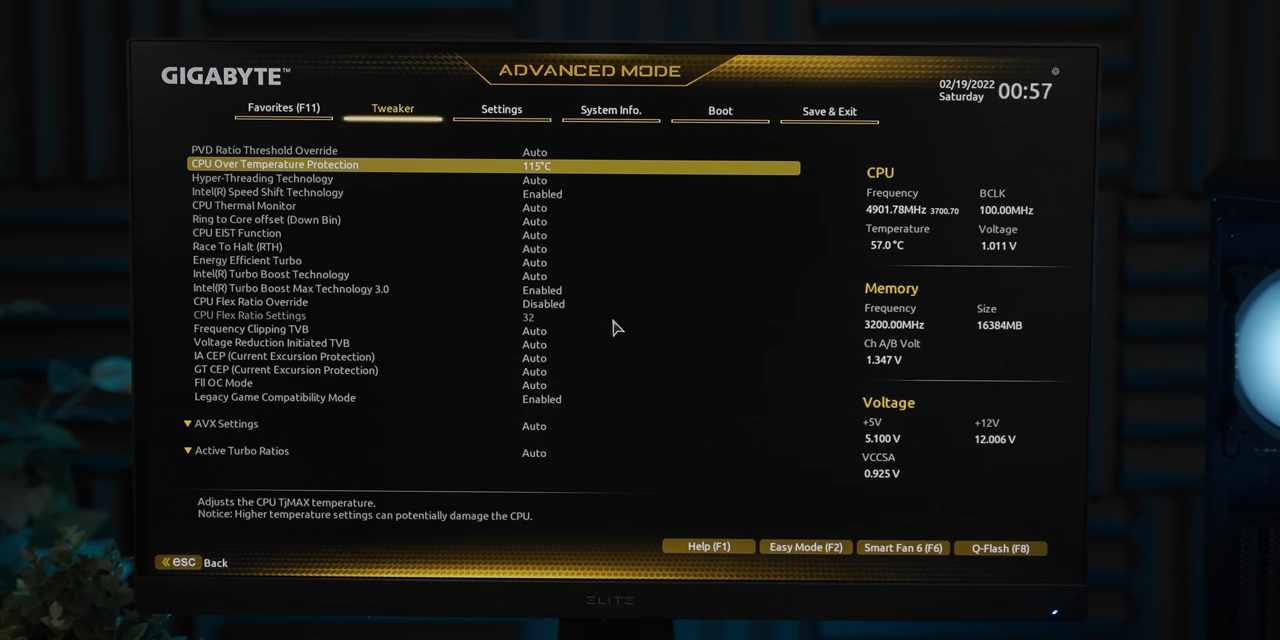 GIGABYTE™
ADVANCED MODE
02/19/2022
Saturday
00:57
Favorites (F11) Tweaker Settings System Info. Boot Save & Exit
PVD Ratio Threshold Override Auto
CPU Over Temperature Protection 115°C
Hyper-Threading Technology Auto
Intel(R) Speed Shift Technology Enabled
CPU Thermal Monitor Auto
Ring to Core offset (Down Bin) Auto
CPU EIST Function Auto
Race To Halt (RTH) Auto
Energy Efficient Turbo Auto
Intel(R) Turbo Boost Technology Auto
Intel(R) Turbo Boost Max Technology 3.0 Enabled
CPU Flex Ratio Override Disabled
CPU Flex Ratio Settings 32
Frequency Clipping TVB Auto
Voltage Reduction Initiated TVB Auto
IA CEP (Current Excursion Protection) Auto
GT CEP (Current Excursion Protection) Auto
Fll OC Mode Auto
Legacy Game Compatibility Mode Enabled
AVX Settings Auto
Active Turbo Ratios Auto
CPU
Frequency BCLK
4901.78MHz 3700.70 100.00MHz
Temperature Voltage
57.0°C 1.011 V
Memory
Frequency Size
3200.00MHz 16384MB
Ch A/B Volt
1.347 V
Voltage
+5V +12V
5.100 V 12.006 V
VCCSA
0.925 V
Adjusts the CPU TjMAX temperature.
Notice: Higher temperature settings can potentially damage the CPU.
Help (F1) Easy Mode (F2) Smart Fan 6 (F6) Q-Flash (F8)
«esc Back
ELITE